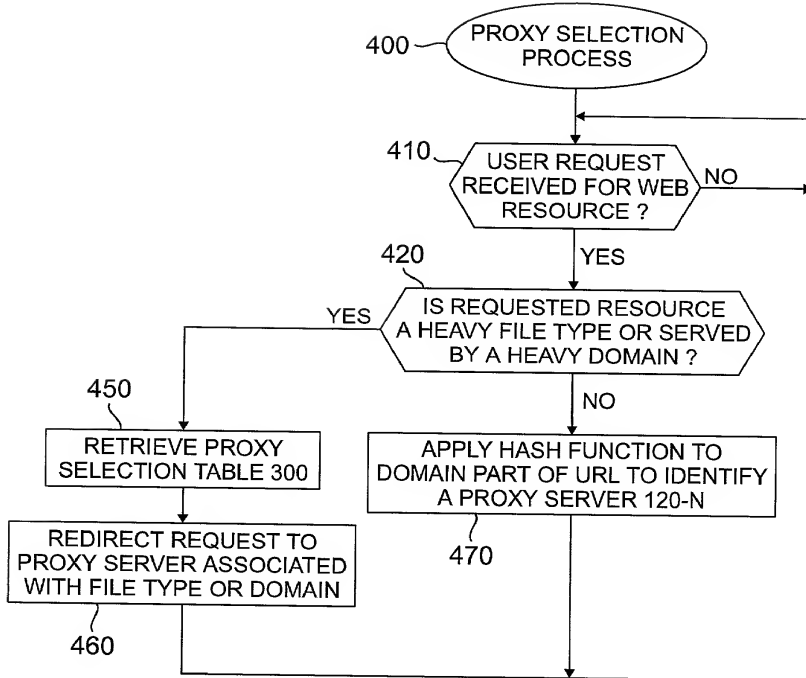 400
PROXY SELECTION
PROCESS
410
USER REQUEST
RECEIVED FOR WEB
RESOURCE ?
NO
YES
420
IS REQUESTED RESOURCE
A HEAVY FILE TYPE OR SERVED
BY A HEAVY DOMAIN ?
YES
NO
450
RETRIEVE PROXY
SELECTION TABLE 300
APPLY HASH FUNCTION TO
DOMAIN PART OF URL TO IDENTIFY
A PROXY SERVER 120-N
470
REDIRECT REQUEST TO
PROXY SERVER ASSOCIATED
WITH FILE TYPE OR DOMAIN
460